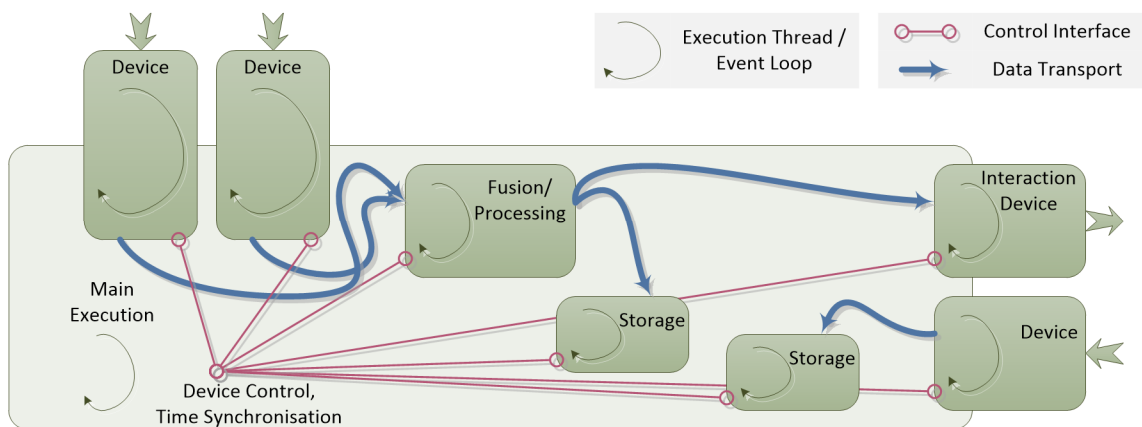 Device
Device
Execution Thread /
Event Loop
Control Interface
Data Transport
Fusion/
Processing
Interaction
Device
Main
Execution
Storage
Storage
Device
Device Control,
Time Synchronisation